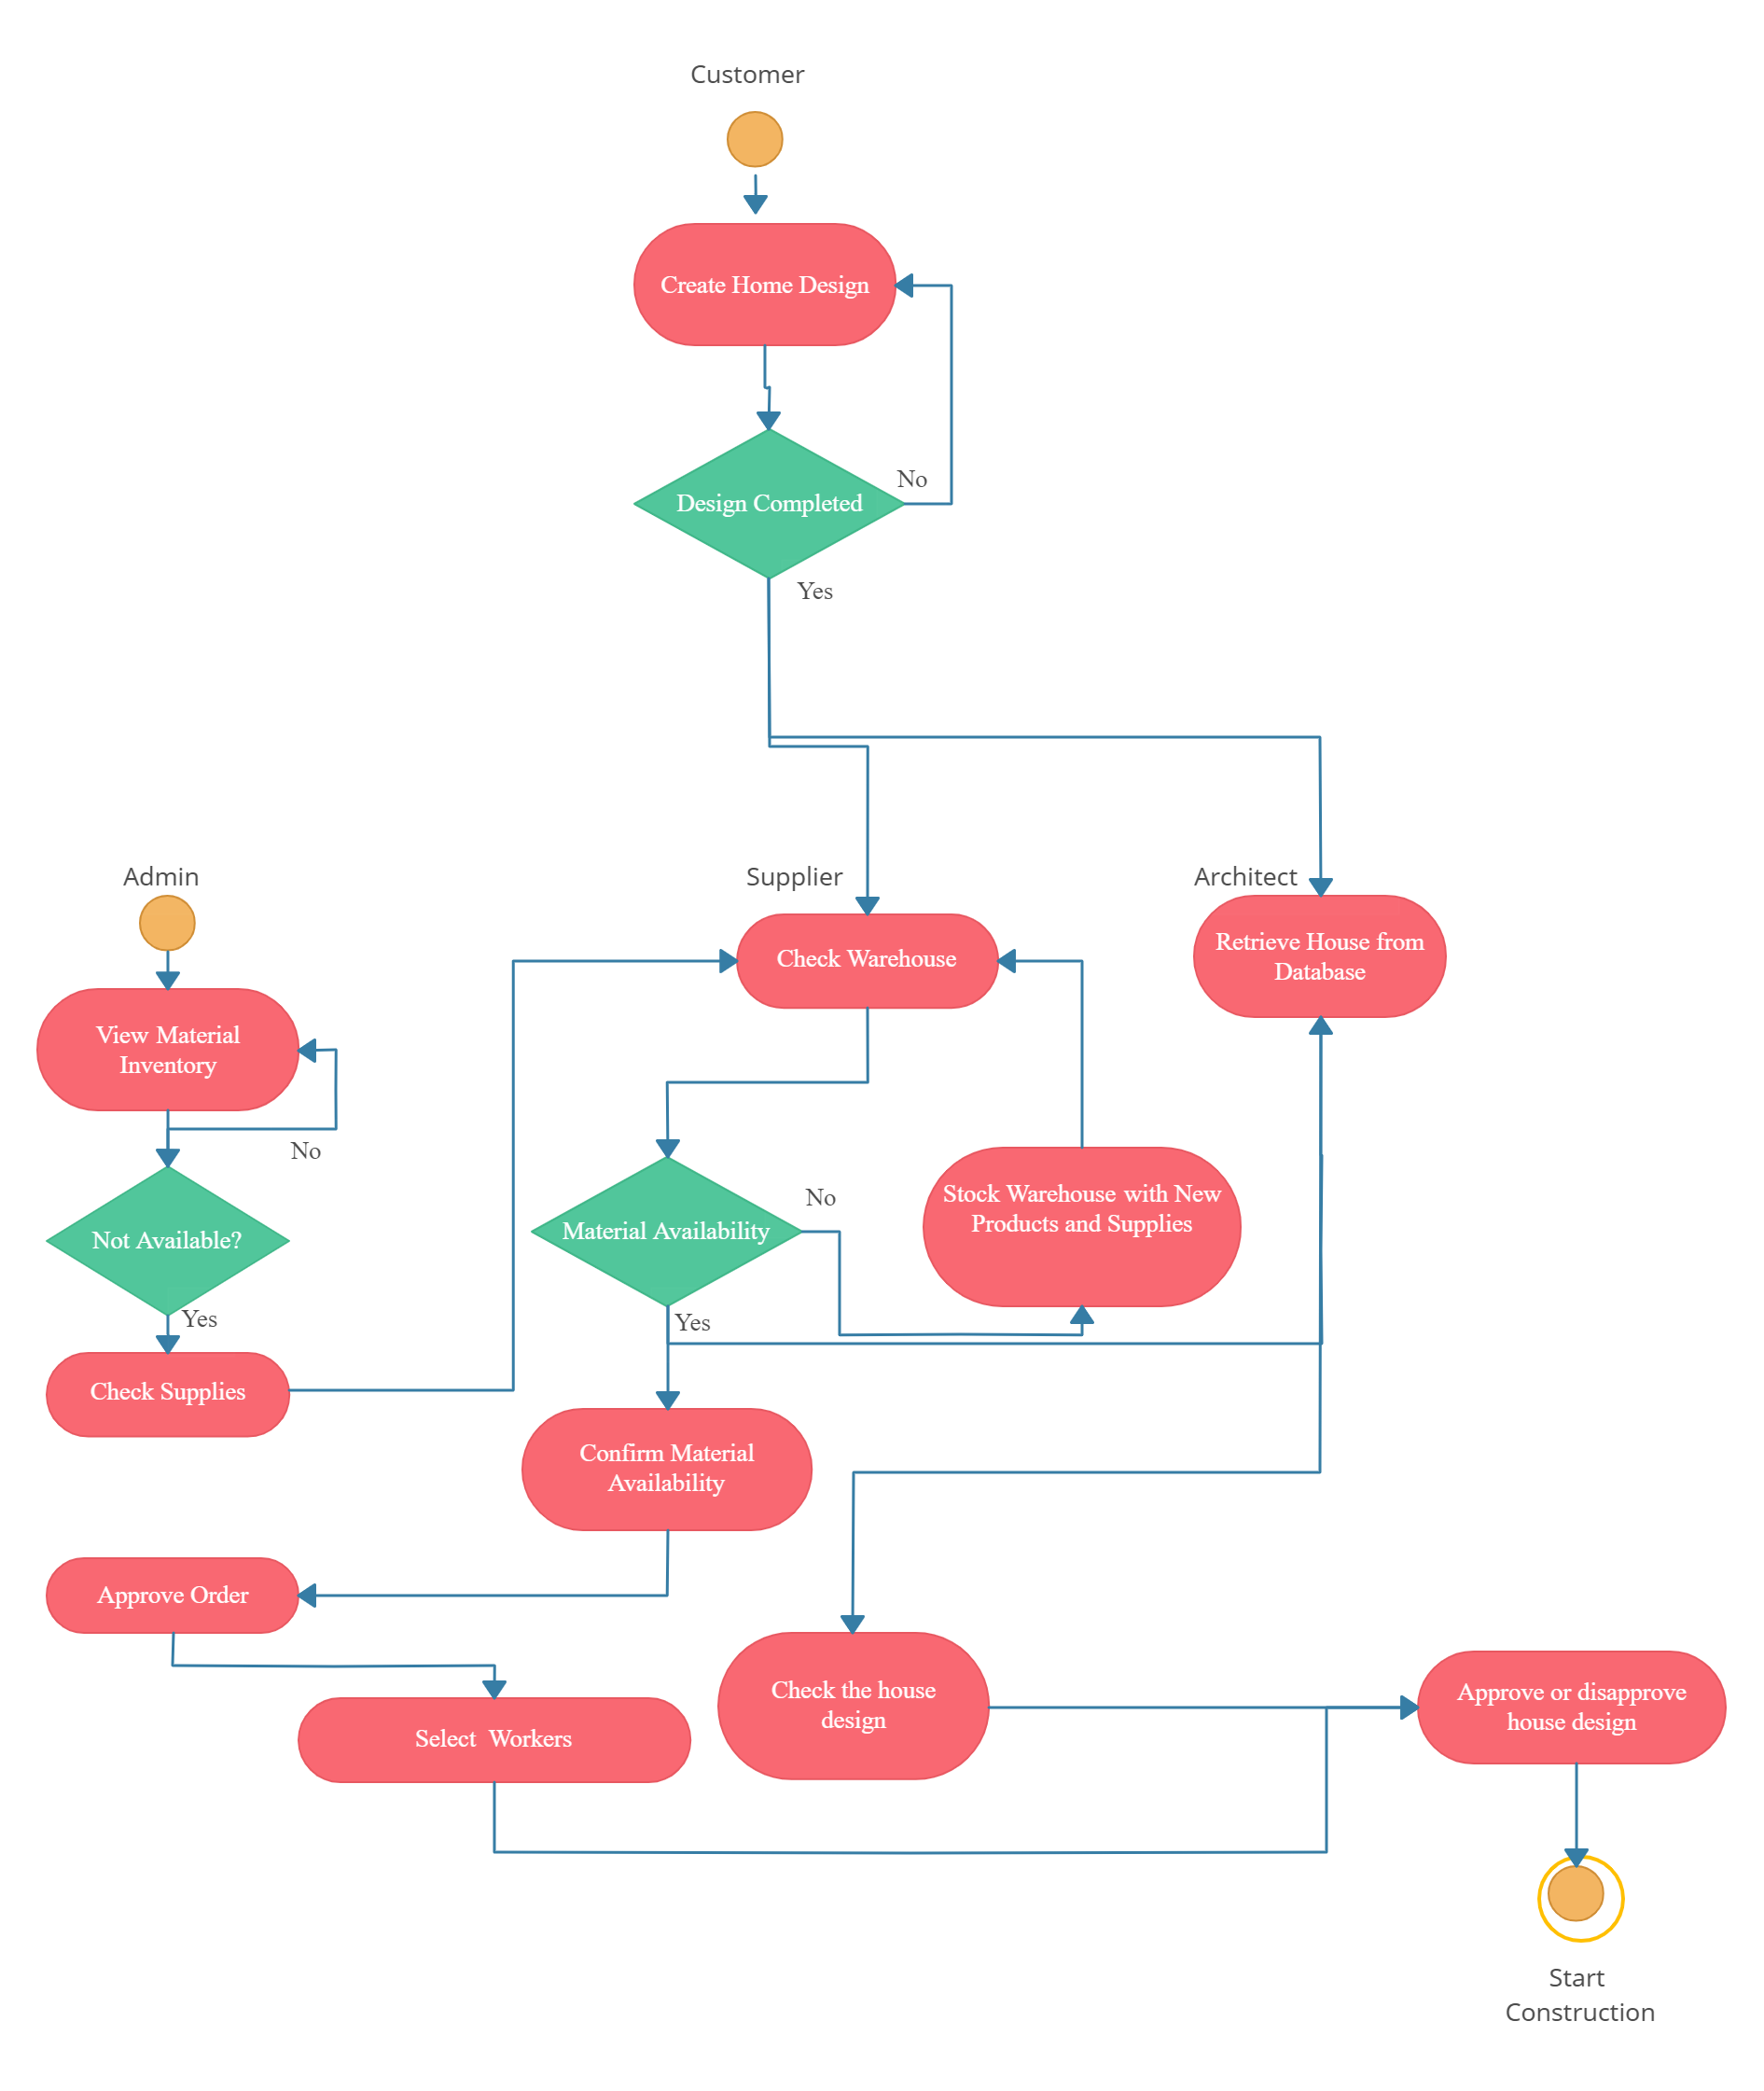 Customer
Create Home Design
No
Design Completed
Yes
Admin
Supplier
Architect
Check Warehouse
Retrieve House from
Database
View Material
Inventory
No
Not Available?
Yes
Check Supplies
Material Availability
No
Yes
Stock Warehouse with New
Products and Supplies
Confirm Material
Availability
Approve Order
Select  Workers
Check the house
design
Approve or disapprove
house design
Start
Construction